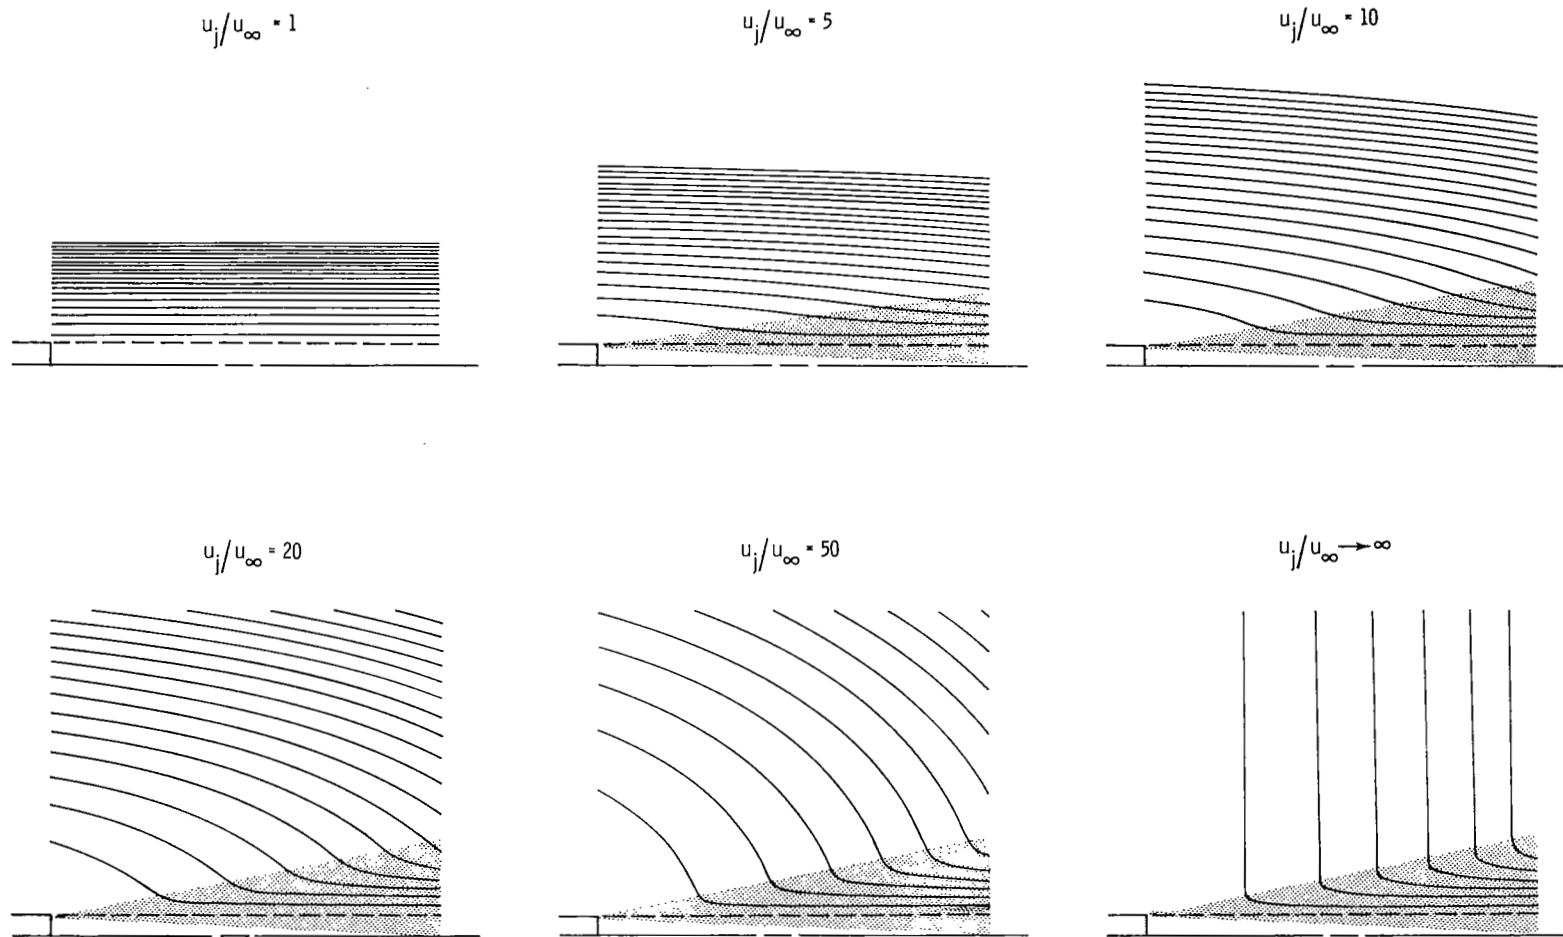 u_j/u_∞ = 1
u_j/u_∞ = 5
u_j/u_∞ = 10
u_j/u_∞ = 20
u_j/u_∞ = 50
u_j/u_∞ → ∞